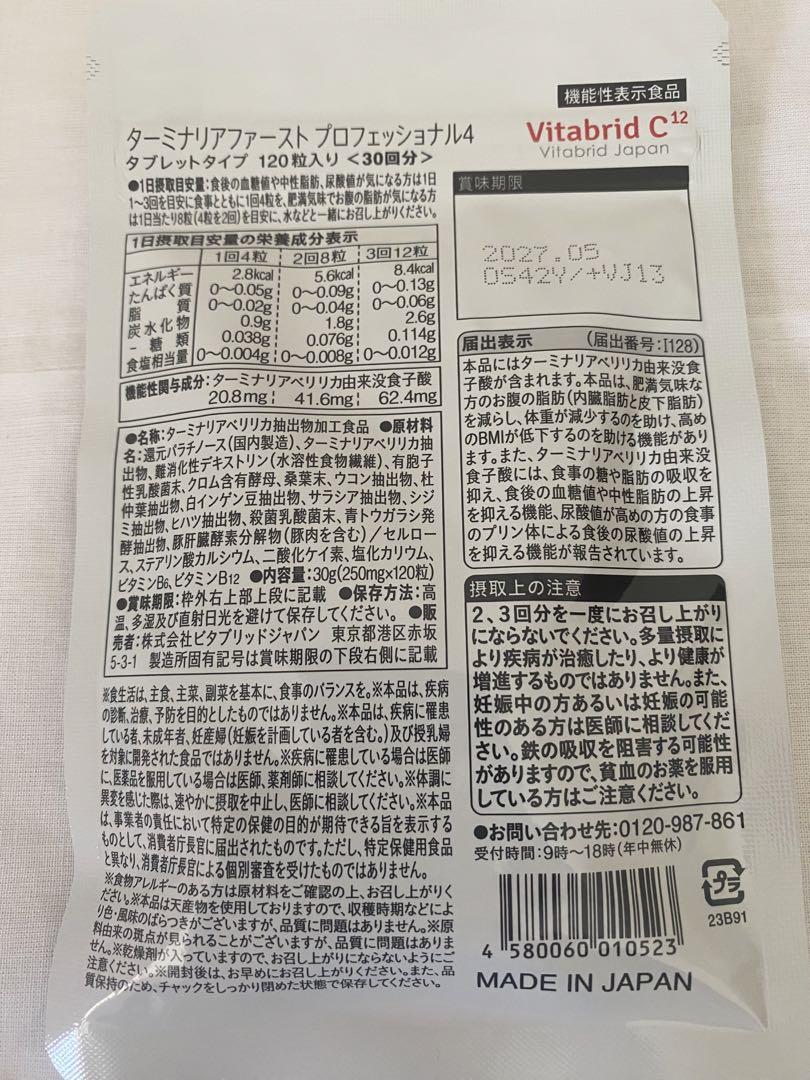 機能性表示食品
ターミナリアファースト プロフェッショナル4
タブレットタイプ 120粒入り <30回分>
Vitabrid C12
Vitabrid Japan
●1日摂取目安量:食後の血糖値や中性脂肪、尿酸値が気になる方は1日
1〜3回を目安に食事とともに1回4粒を、肥満気味でお腹の脂肪が気になる方
は1日当たり8粒(4粒を2回)を目安に、水などと一緒にお召し上がりください。
1日摂取目安量の栄養成分表示
1回4粒 2回8粒 3回12粒
エネルギー 2.8kcal 5.6kcal 8.4kcal
たんぱく質 0〜0.05g 0〜0.09g 0〜0.13g
脂質 0〜0.02g 0〜0.04g 0〜0.06g
炭水化物 0.9g 1.8g 2.6g
- 糖類 0.038g 0.076g 0.114g
食塩相当量 0〜0.004g 0〜0.008g 0〜0.012g
機能性関与成分:ターミナリアベリリカ由来没食子酸
20.8mg 41.6mg 62.4mg
●名称:ターミナリアベリリカ抽出物加工食品 ●原材料
名:還元パラチノース(国内製造)、ターミナリアベリリカ抽
出物、難消化性デキストリン(水溶性食物繊維)、有胞子
性乳酸菌末、クロム含有酵母、桑葉末、ウコン抽出物、杜
仲葉抽出物、白インゲン豆抽出物、サラシア抽出物、シジ
ミ抽出物、ヒハツ抽出物、殺菌乳酸菌末、青トウガラシ発
酵抽出物、豚肝臓酵素分解物(豚肉を含む)/セルロー
ス、ステアリン酸カルシウム、二酸化ケイ素、塩化カリウム、
ビタミンB6、ビタミンB12 ●内容量:30g(250mg×120粒)
●賞味期限:枠外右上部上段に記載 ●保存方法:高
温、多湿及び直射日光を避けて保存してください。 ●販
売者:株式会社ビタブリッドジャパン 東京都港区赤坂
5-3-1 製造所固有記号は賞味期限の下段右側に記載
※食生活は、主食、主菜、副菜を基本に、食事のバランスを。※本品は、疾病
の診断、治療、予防を目的としたものではありません。※本品は、疾病に罹患
している者、未成年者、妊産婦(妊娠を計画している者を含む。)及び授乳婦
を対象に開発された食品ではありません。※疾病に罹患している場合は医師
に、医薬品を服用している場合は医師、薬剤師に相談してください。※体調に
異変を感じた際は、速やかに摂取を中止し、医師に相談してください。※本品
は、事業者の責任において特定の保健の目的が期待できる旨を表示する
ものとして、消費者庁長官に届出されたものです。ただし、特定保健用食品
と異なり、消費者庁長官による個別審査を受けたものではありません。
※食物アレルギーのある方は原材料をご確認の上、お召し上がりく
ださい。※本品は天産物を使用しておりますので、収穫時期などによ
り色・風味のばらつきがございますが、品質に問題はありません。※原
料由来の斑点が見られることがございますが、品質に問題はありま
せん。※乾燥剤が入っていますので、お召し上がりにならないようにご
注意ください。※開封後は、お早めにお召し上がりください。また、品
質保持のため、チャックをしっかり閉めた状態で保存してください。
賞味期限
2027.05
0542Y/+VJ13
届出表示 (届出番号:I128)
本品にはターミナリアベリリカ由来没食
子酸が含まれます。本品は、肥満気味な
方のお腹の脂肪(内臓脂肪と皮下脂肪)
を減らし、体重が減少するのを助け、高め
のBMIが低下するのを助ける機能があり
ます。また、ターミナリアベリリカ由来没
食子酸には、食事の糖や脂肪の吸収を
抑え、食後の血糖値や中性脂肪の上昇
を抑える機能、尿酸値が高めの方の食事
のプリン体による食後の尿酸値の上昇
を抑える機能が報告されています。
摂取上の注意
2、3回分を一度にお召し上がり
にならないでください。多量摂取に
より疾病が治癒したり、より健康が
増進するものではありません。また、
妊娠中の方あるいは妊娠の可能
性のある方は医師に相談してくだ
さい。鉄の吸収を阻害する可能性
がありますので、貧血のお薬を服用
している方はご注意ください。
●お問い合わせ先:0120-987-861
受付時間:9時〜18時(年中無休)
プラ
23B91
4 580060 010523
MADE IN JAPAN